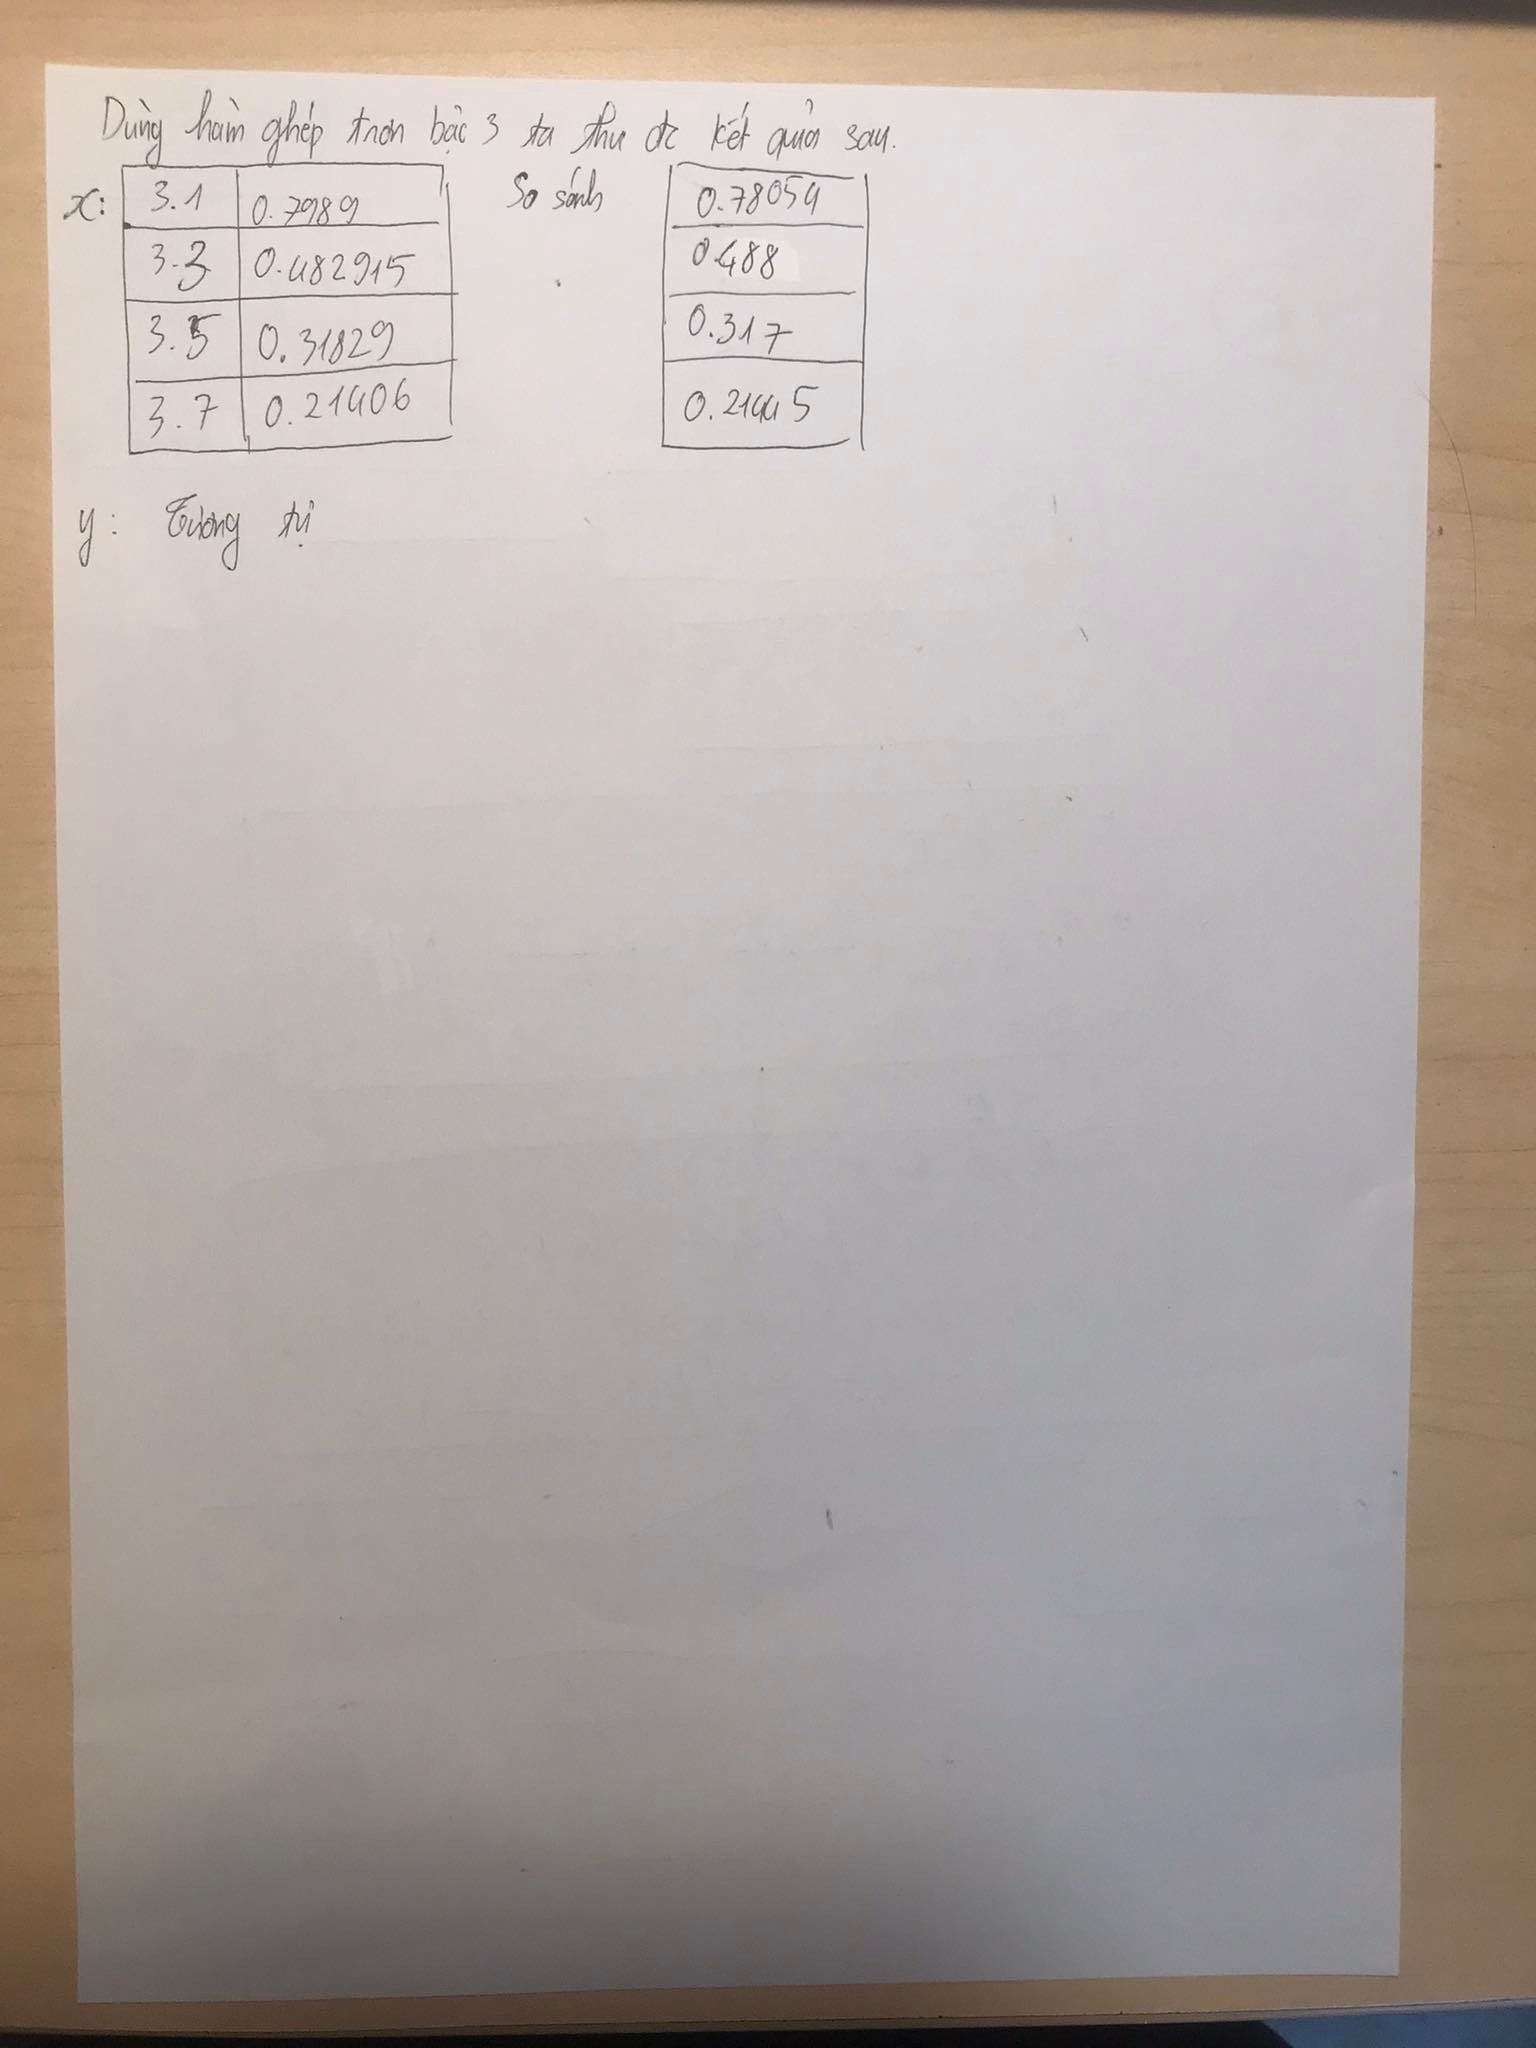 Dùng hàm ghép trơn bậc 3 ta thu đc kết quả sau.
x: 3.1 0.7989 So sánh 0.78054
3.3 0.482915 0.488
3.5 0.31829 0.317
3.7 0.21406 0.21445
y: Tương tự